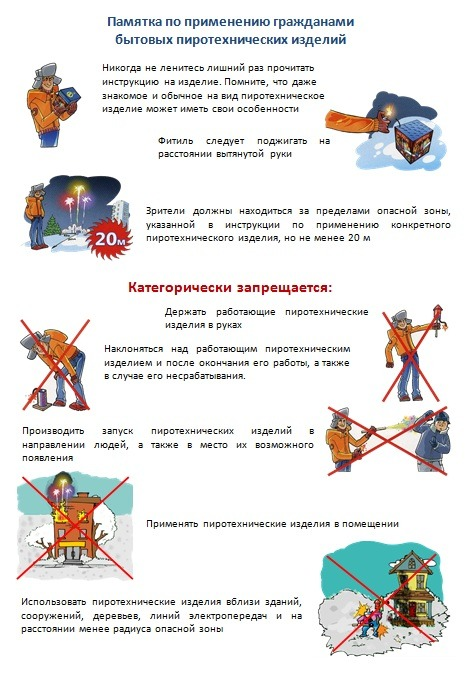 Памятка по применению гражданами
бытовых пиротехнических изделий
Никогда не ленитесь лишний раз прочитать
инструкцию на изделие. Помните, что даже
знакомое и обычное на вид пиротехническое
изделие может иметь свои особенности
Фитиль следует поджигать на
расстоянии вытянутой руки
20м
Зрители должны находиться за пределами опасной зоны,
указанной в инструкции по применению конкретного
пиротехнического изделия, но не менее 20 м
Категорически запрещается:
Держать работающие пиротехнические
изделия в руках
Наклоняться над работающим пиротехническим
изделием и после окончания его работы, а также
в случае его несрабатывания.
Производить запуск пиротехнических изделий в
направлении людей, а также в место их возможного
появления
Применять пиротехнические изделия в помещении
Использовать пиротехнические изделия вблизи зданий,
сооружений, деревьев, линий электропередач и на
расстоянии менее радиуса опасной зоны